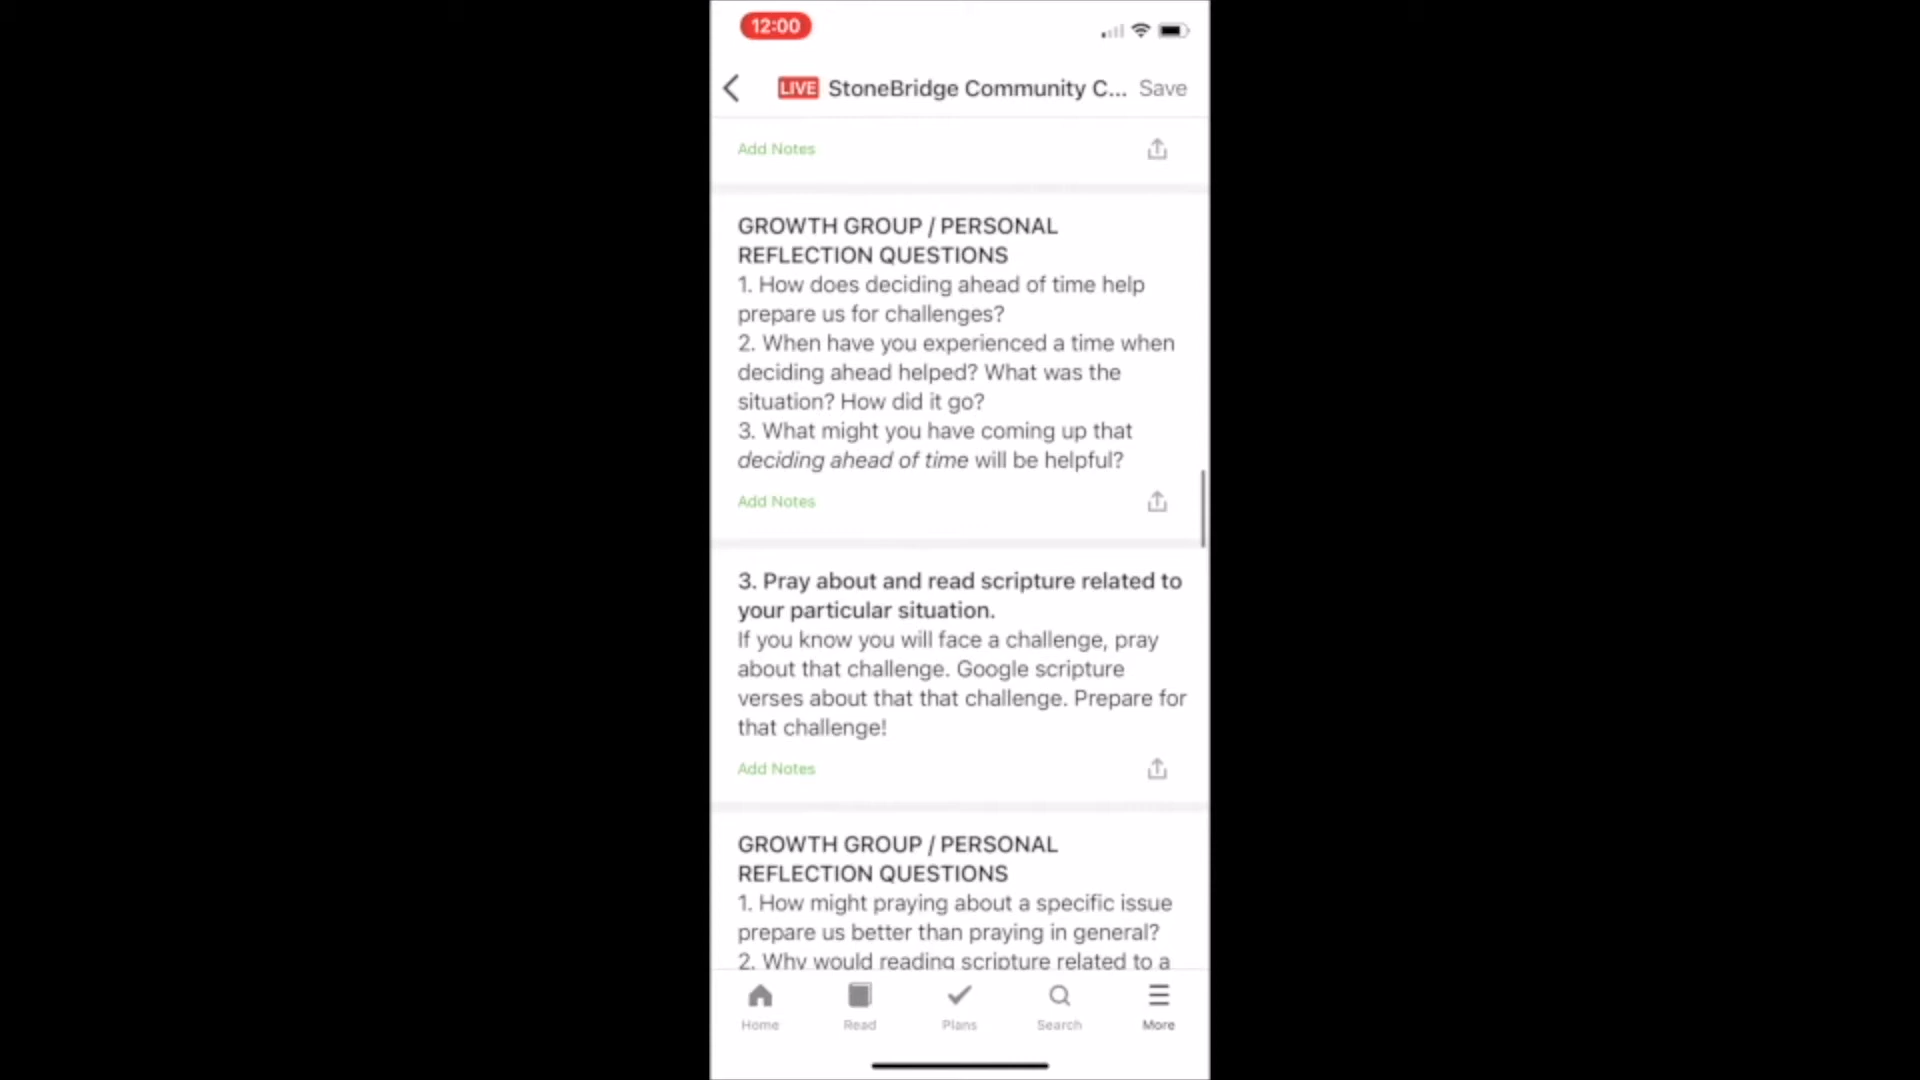 12:00
LIVE StoneBridge Community C... Save
Add Notes
GROWTH GROUP / PERSONAL
REFLECTION QUESTIONS
1. How does deciding ahead of time help
prepare us for challenges?
2. When have you experienced a time when
deciding ahead helped? What was the
situation? How did it go?
3. What might you have coming up that
deciding ahead of time will be helpful?
Add Notes
3. Pray about and read scripture related to
your particular situation.
If you know you will face a challenge, pray
about that challenge. Google scripture
verses about that that challenge. Prepare for
that challenge!
Add Notes
GROWTH GROUP / PERSONAL
REFLECTION QUESTIONS
1. How might praying about a specific issue
prepare us better than praying in general?
2. Why would reading scripture related to a
Home Read Plans Search More